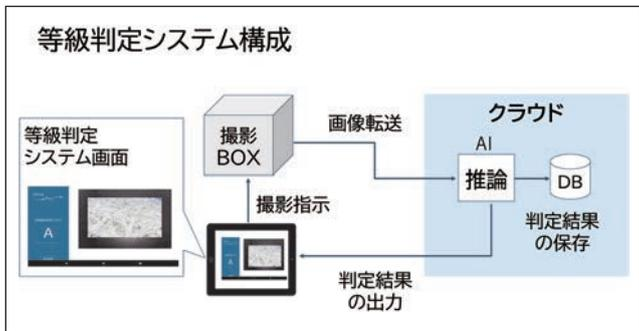 等級判定システム構成
等級判定
システム画面
A
撮影
BOX
画像転送
撮影指示
A
クラウド
AI
推論
DB
判定結果
の保存
判定結果
の出力